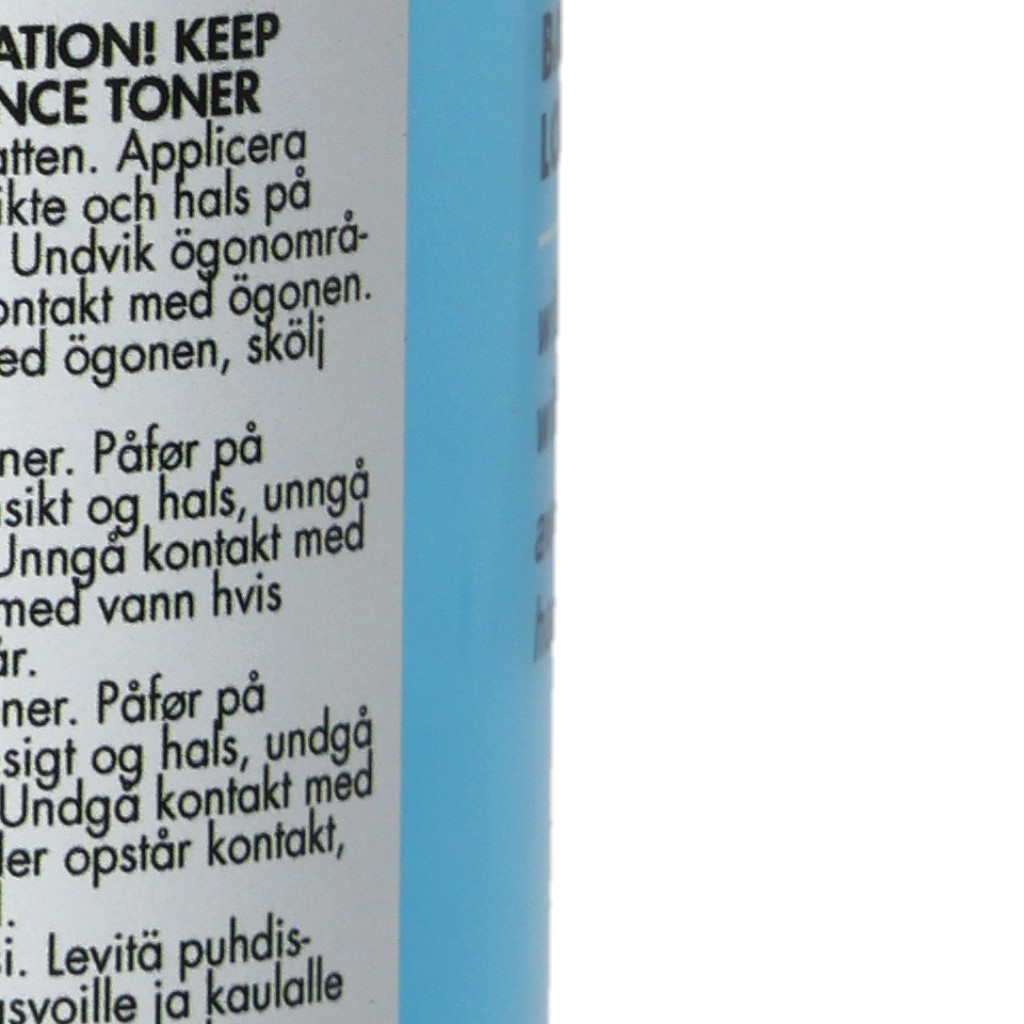 ATION! KEEP
NCE TONER
atten. Applicera
ikte och hals på
Undvik ögonområ-
ontakt med ögonen.
ed ögonen, skölj
ner. Påfør på
sikt og hals, unngå
Unngå kontakt med
med vann hvis
år.
ner. Påfør på
sigt og hals, undgå
Undgå kontakt med
ler opstår kontakt,
si. Levitä puhdis-
asvoille ja kaulalle